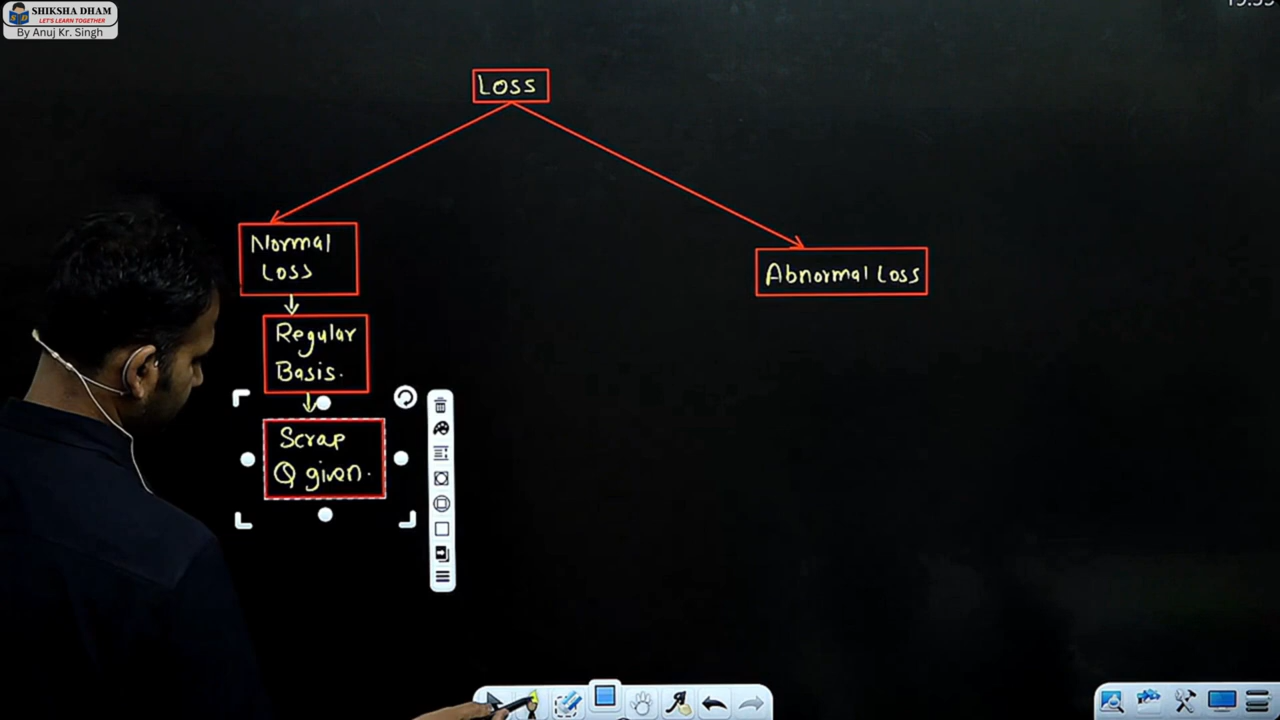 SHIKSHA DHAM
LET'S LEARN TOGETHER
By Anuj Kr. Singh
Loss
Normal
Loss
Abnormal Loss
Regular
Basis.
Scrap
Q given.